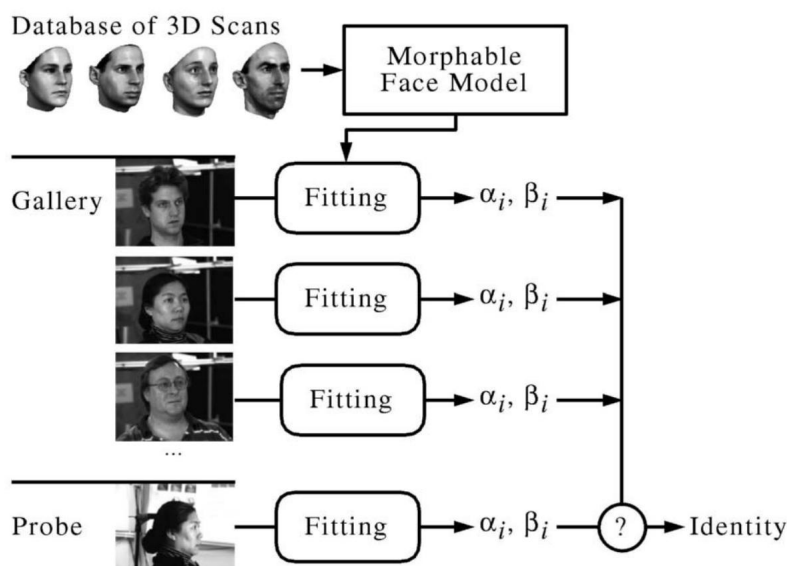 Database of 3D Scans
Morphable
Face Model
Gallery
Fitting
αi, βi
Fitting
αi, βi
Fitting
αi, βi
...
Probe
Fitting
αi, βi
?
Identity